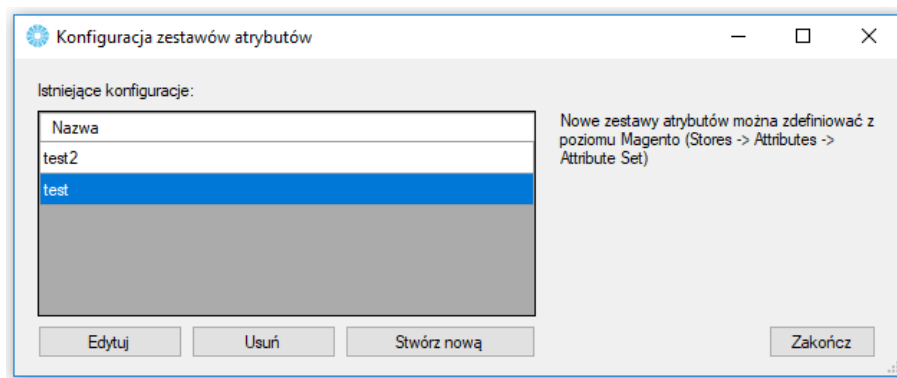 Konfiguracja zestawów atrybutów
Istniejące konfiguracje:
Nazwa
test2
test
Nowe zestawy atrybutów można zdefiniować z
poziomu Magento (Stores -> Attributes ->
Attribute Set)
Edytuj
Usuń
Stwórz nową
Zakończ